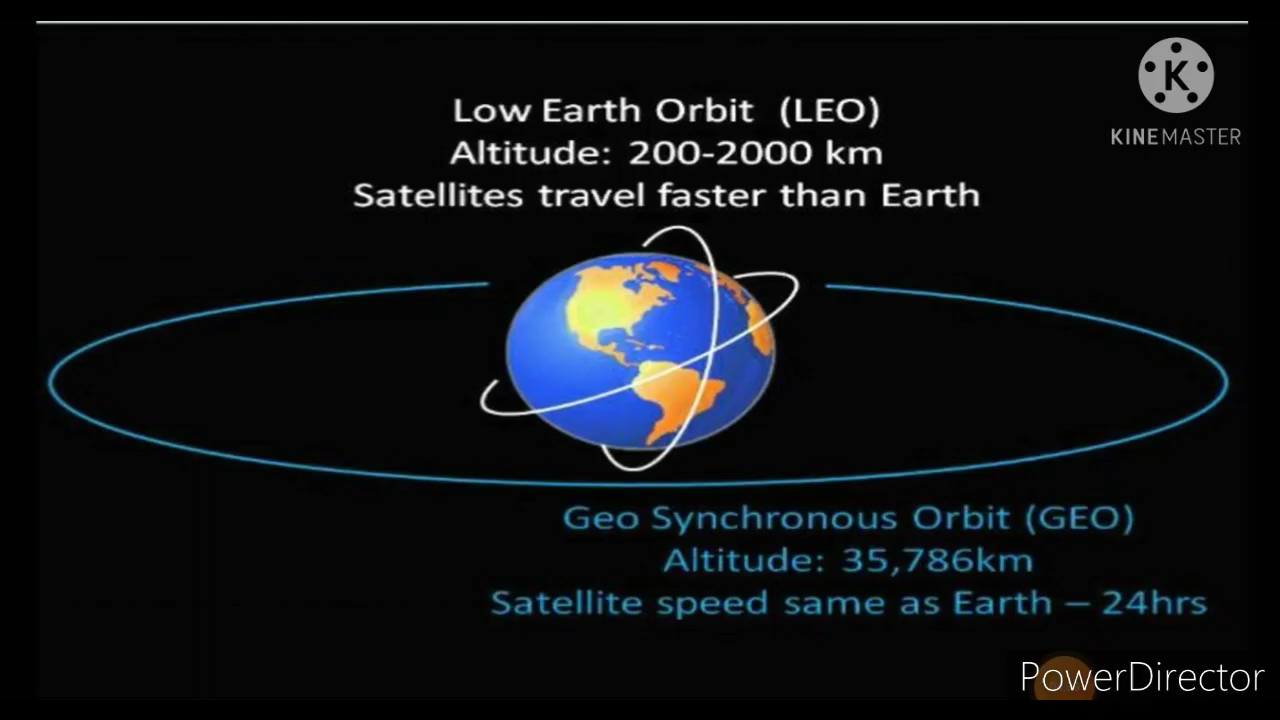 K
KINEMASTER
Low Earth Orbit (LEO)
Altitude: 200-2000 km
Satellites travel faster than Earth
Geo Synchronous Orbit (GEO)
Altitude: 35,786km
Satellite speed same as Earth – 24hrs
PowerDirector